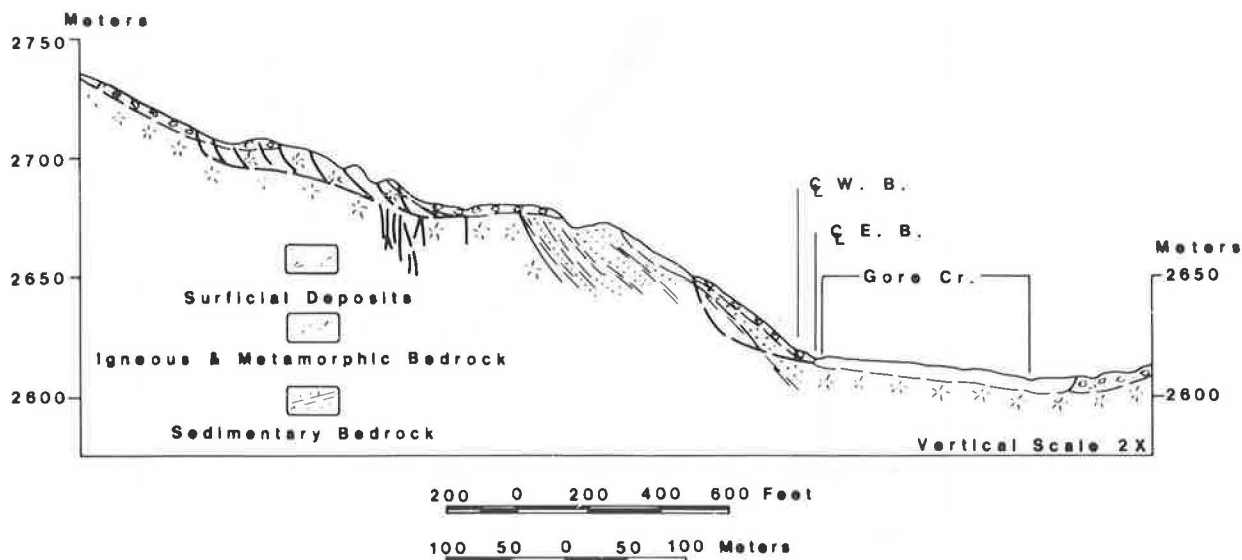 Meters
2750
2700
2650
2600
Surficial Deposits
Igneous & Metamorphic Bedrock
Sedimentary Bedrock
℄ W. B.
℄ E. B.
Gore Cr.
Meters
2650
2600
Vertical Scale 2X
200 0 200 400 600 Feet
100 50 0 50 100 Meters